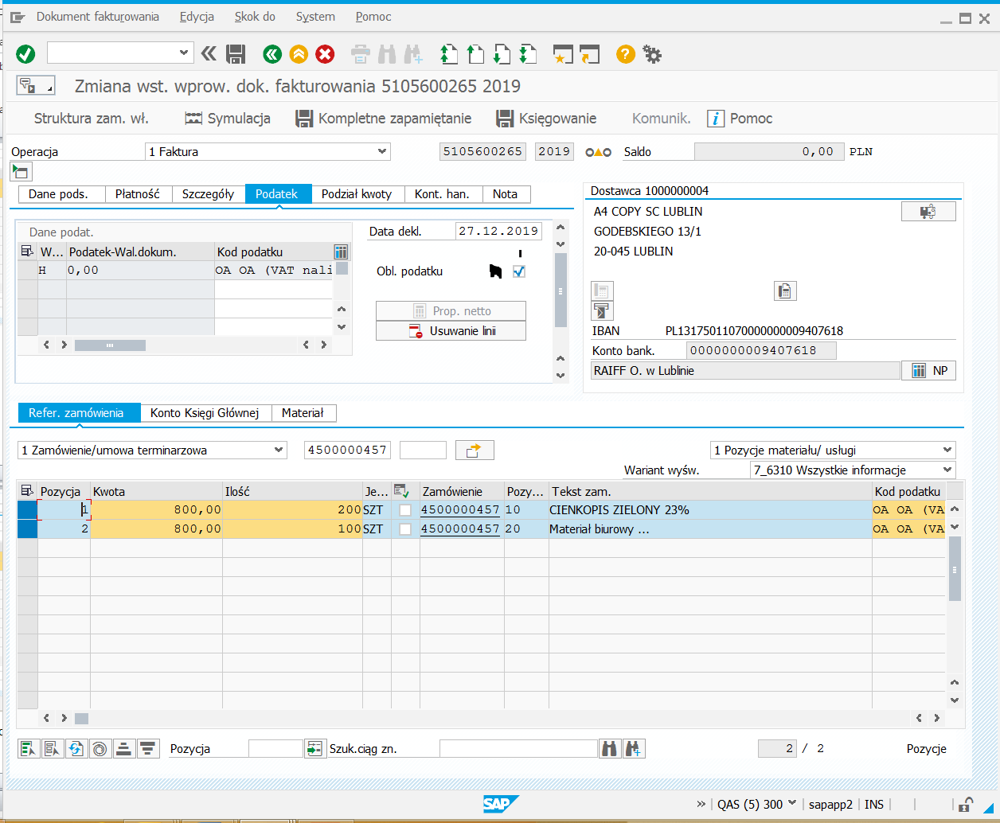 Dokument fakturowania Edycja Skok do System Pomoc
Zmiana wst. wprow. dok. fakturowania 5105600265 2019
Struktura zam. wł. Symulacja Kompletne zapamiętanie Księgowanie Komunik. Pomoc
Operacja 1 Faktura 5105600265 2019 Saldo 0,00 PLN
Dane pods. Płatność Szczegóły Podatek Podział kwoty Kont. han. Nota
Dostawca 1000000004
A4 COPY SC LUBLIN
GODEBSKIEGO 13/1
20-045 LUBLIN
IBAN PL13175011070000000009407618
Konto bank. 0000000009407618
RAIFF O. w Lublinie NP
Dane podat.
W... Podatek-Wal.dokum. Kod podatku
H 0,00 OA OA (VAT nali
Data dekl. 27.12.2019
Obl. podatku
Prop. netto
Usuwanie linii
Refer. zamówienia Konto Księgi Głównej Materiał
1 Zamówienie/umowa terminarzowa 4500000457 1 Pozycje materiału/ usługi
Wariant wyśw. 7_6310 Wszystkie informacje
Pozycja Kwota Ilość Je... Zamówienie Pozy... Tekst zam. Kod podatku
1 800,00 200 SZT 4500000457 10 CIENKOPIS ZIELONY 23% OA OA (VA
2 800,00 100 SZT 4500000457 20 Materiał biurowy ... OA OA (VA
Pozycja Szuk.ciąg zn. 2 / 2 Pozycje
SAP QAS (5) 300 sapapp2 INS